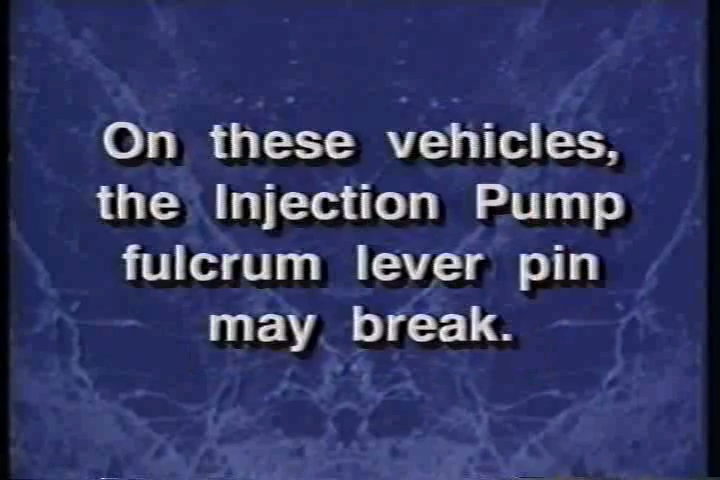 On these vehicles,
the Injection Pump
fulcrum lever pin
may break.